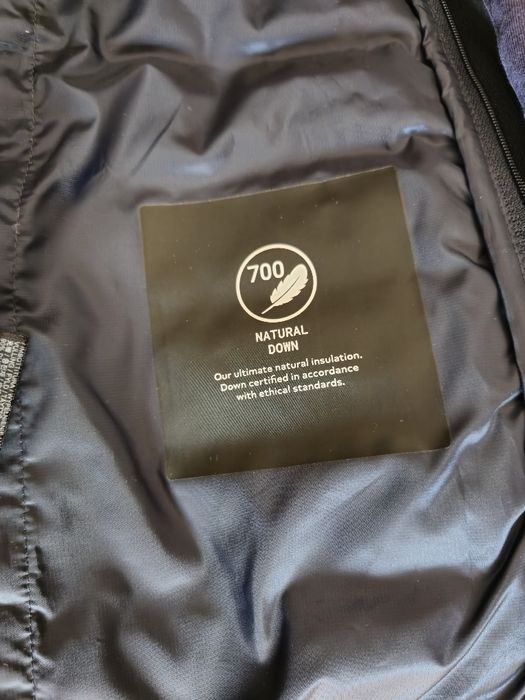 700
NATURAL
DOWN
Our ultimate natural insulation.
Down certified in accordance
with ethical standards.